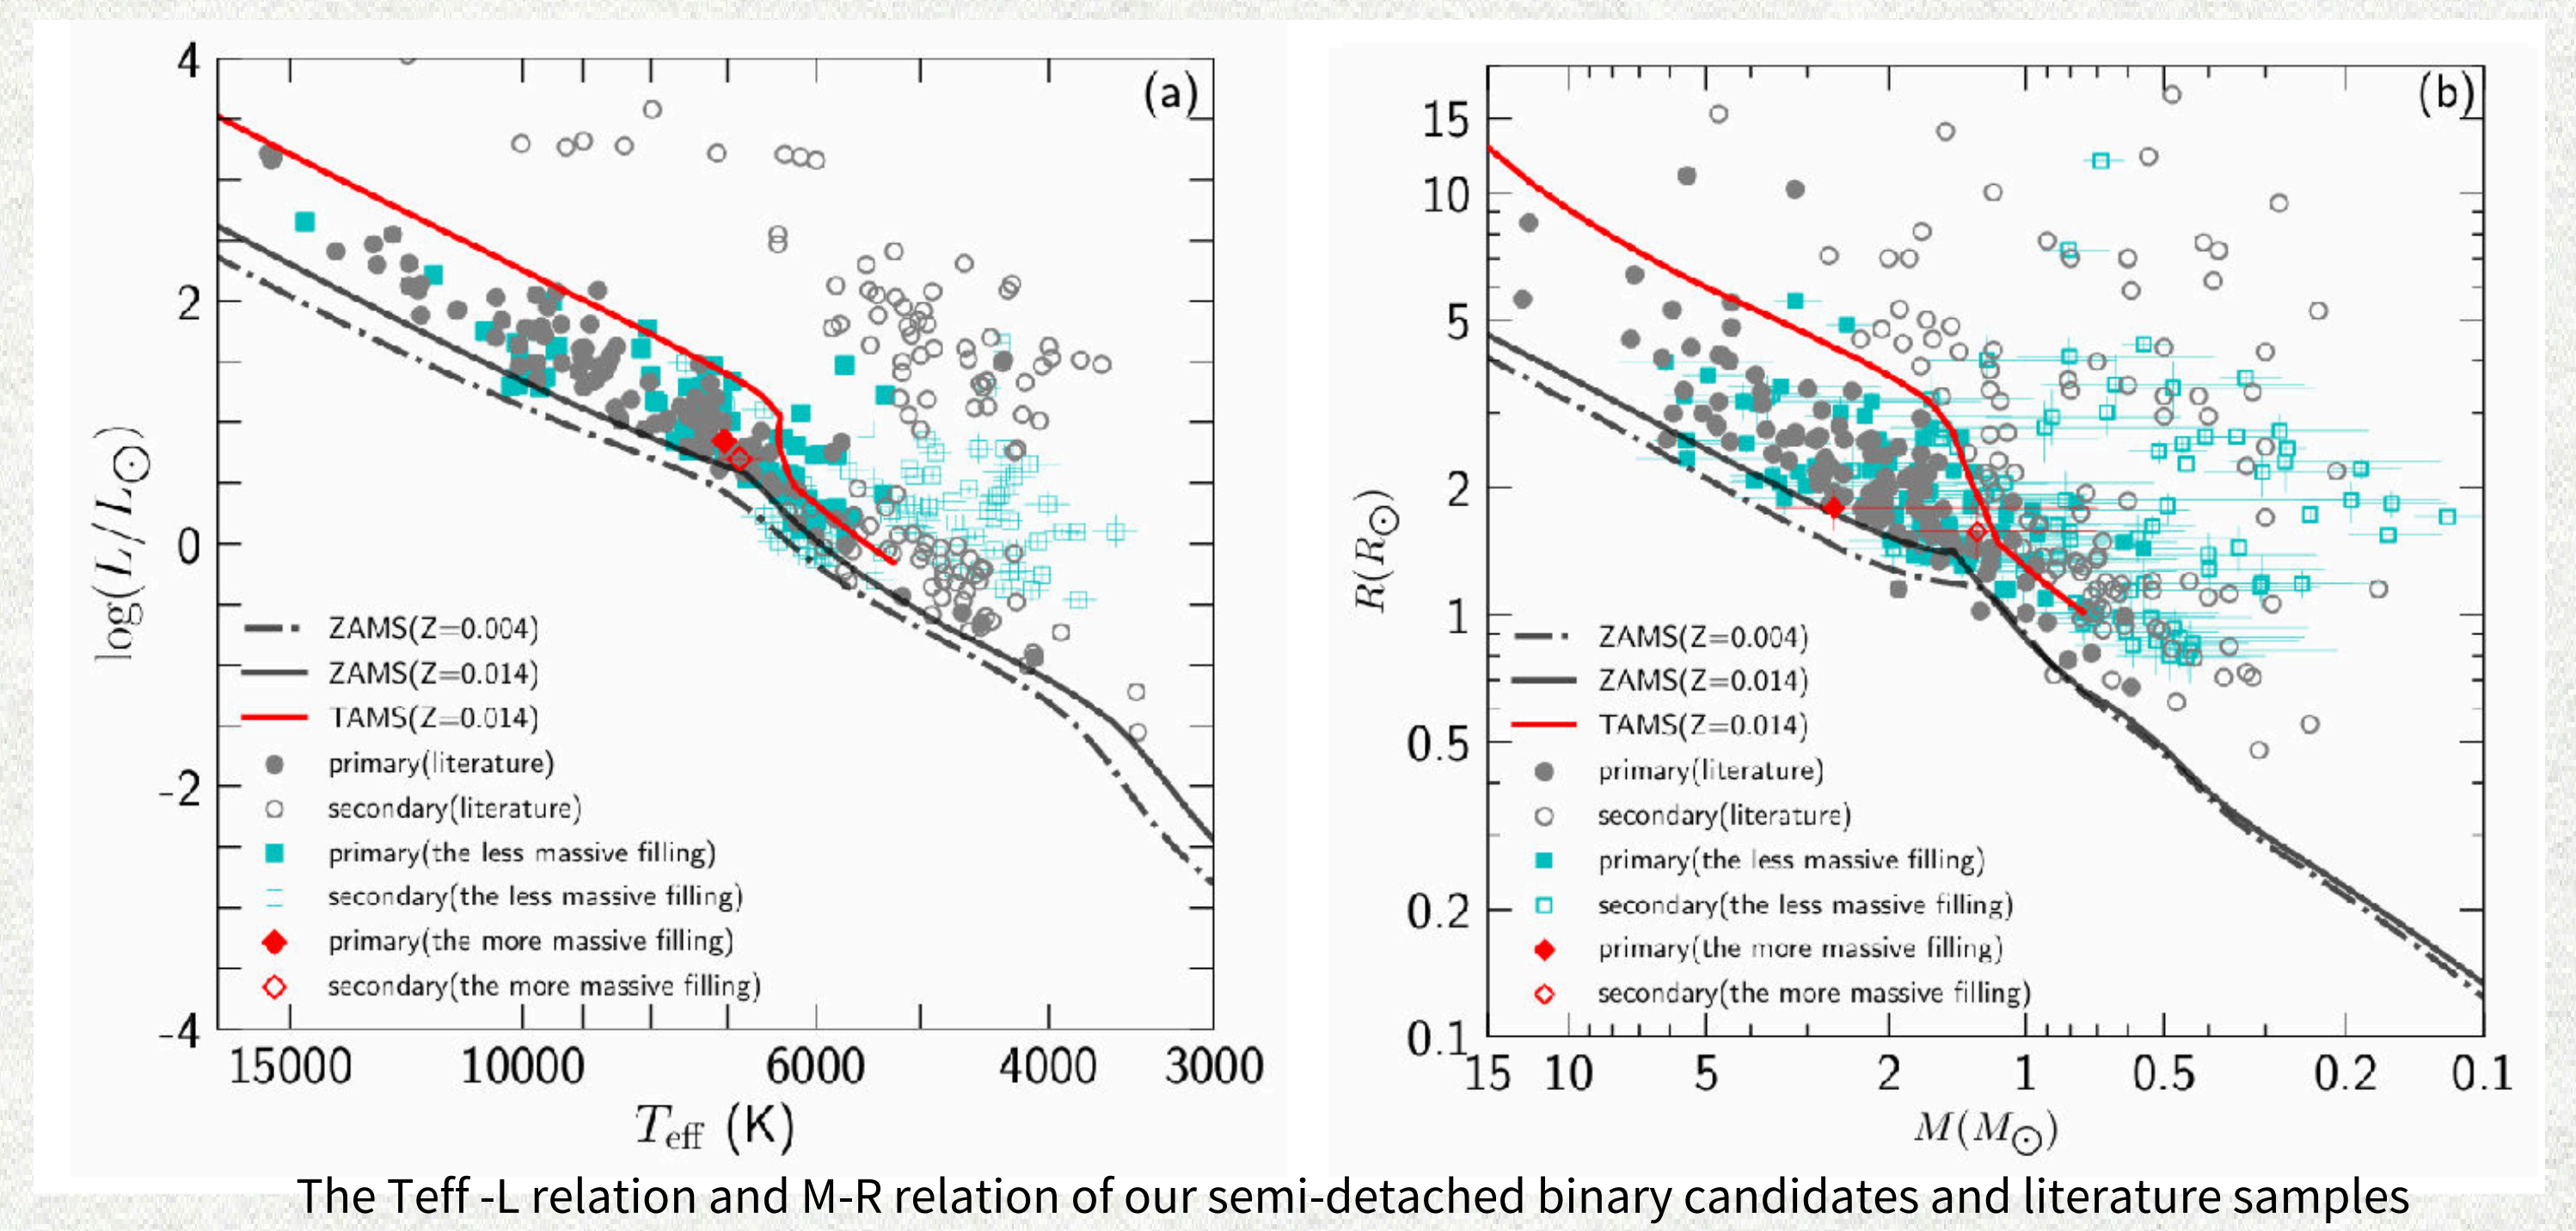 (a)
4
2
0
-2
-4
log(L/L⊙)
ZAMS(Z=0.004)
ZAMS(Z=0.014)
TAMS(Z=0.014)
primary(literature)
secondary(literature)
primary(the less massive filling)
secondary(the less massive filling)
primary(the more massive filling)
secondary(the more massive filling)
15000 10000 6000 4000 3000
Teff (K)
(b)
15
10
5
2
1
0.5
0.2
0.1
R(R⊙)
ZAMS(Z=0.004)
ZAMS(Z=0.014)
TAMS(Z=0.014)
primary(literature)
secondary(literature)
primary(the less massive filling)
secondary(the less massive filling)
primary(the more massive filling)
secondary(the more massive filling)
15 10 5 2 1 0.5 0.2 0.1
M(M⊙)
The Teff -L relation and M-R relation of our semi-detached binary candidates and literature samples